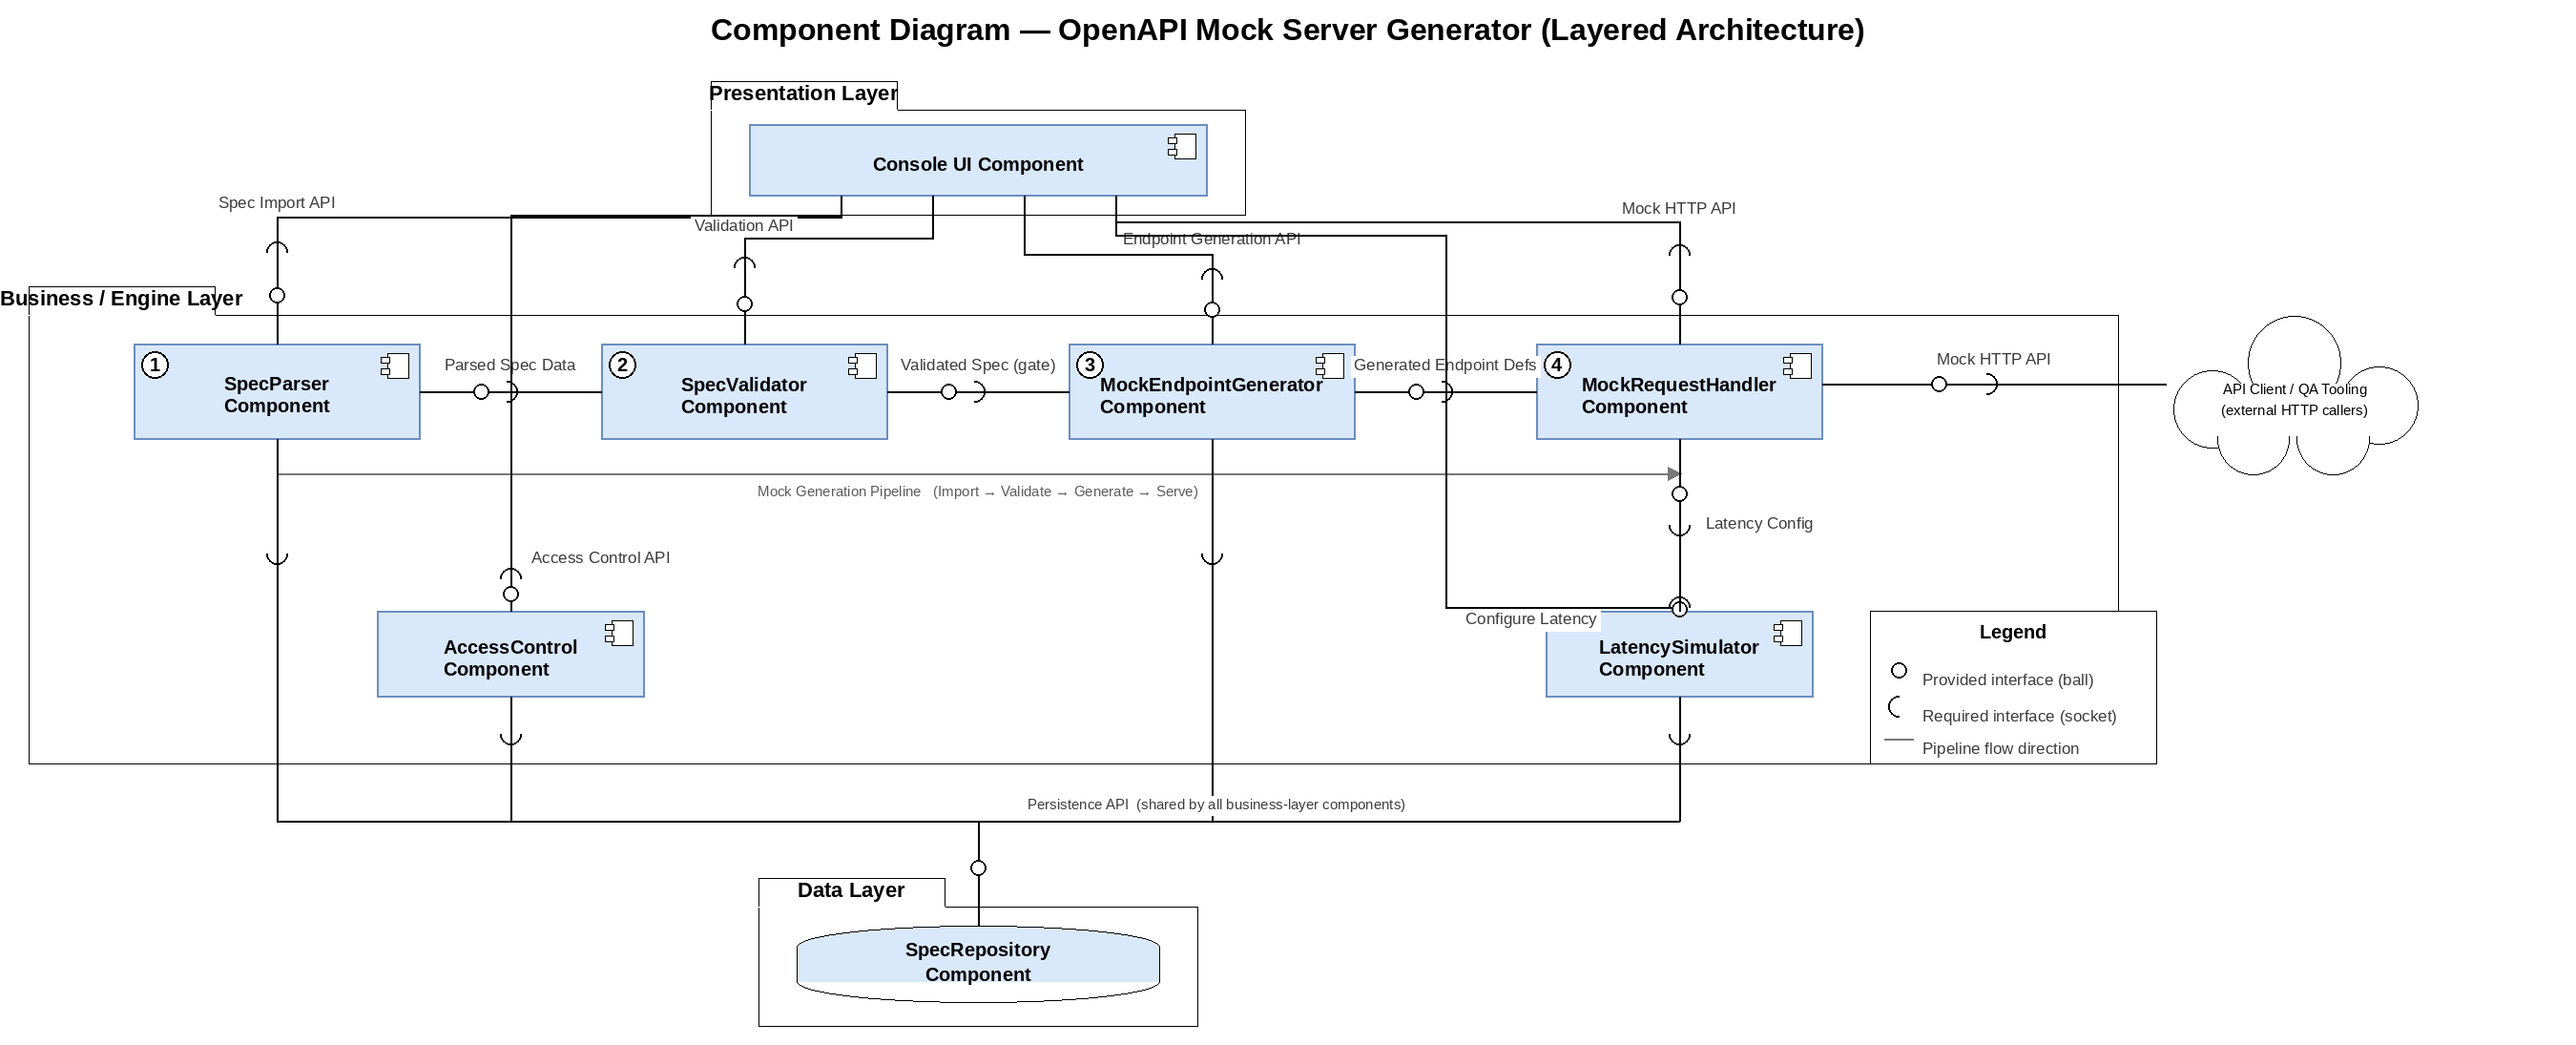 Component Diagram — OpenAPI Mock Server Generator (Layered Architecture)
Presentation Layer
Console UI Component
Spec Import API
Validation API
Endpoint Generation API
Mock HTTP API
Business / Engine Layer
1
SpecParser
Component
Parsed Spec Data
2
SpecValidator
Component
Validated Spec (gate)
3
MockEndpointGenerator
Component
Generated Endpoint Defs
4
MockRequestHandler
Component
Mock HTTP API
API Client / QA Tooling
(external HTTP callers)
Mock Generation Pipeline (Import → Validate → Generate → Serve)
Latency Config
Access Control API
AccessControl
Component
Configure Latency
LatencySimulator
Component
Legend
Provided interface (ball)
Required interface (socket)
Pipeline flow direction
Persistence API (shared by all business-layer components)
Data Layer
SpecRepository
Component